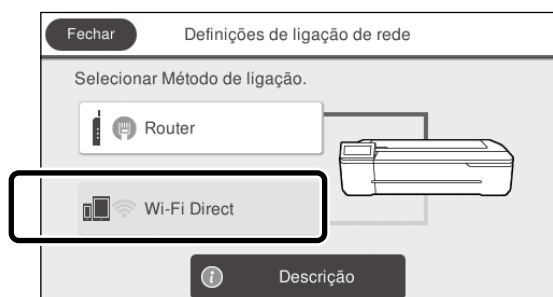 Fechar
Definições de ligação de rede
Selecionar Método de ligação.
Router
Wi-Fi Direct
i
Descrição